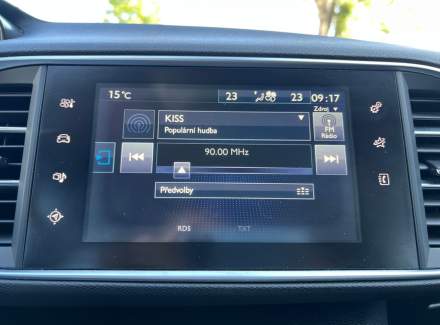 15°C 23 23 09:17
Zdroj
KISS
Populární hudba
FM
Rádio
90.00 MHz
Předvolby
RDS TXT